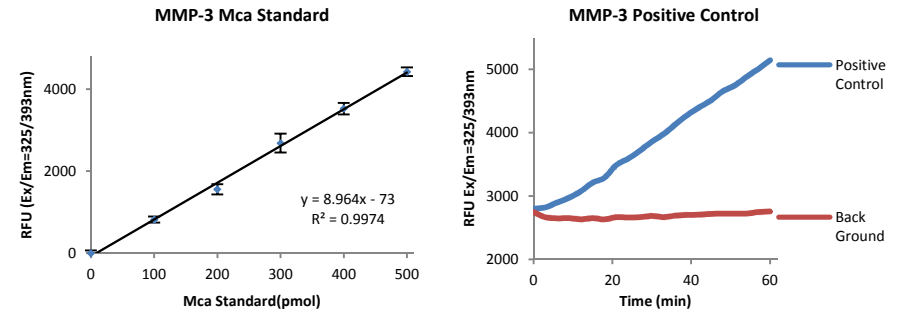 MMP-3 Mca Standard
RFU (Ex/Em=325/393nm)
4000
2000
0
y = 8.964x - 73
R² = 0.9974
0 100 200 300 400 500
Mca Standard(pmol)
MMP-3 Positive Control
RFU Ex/Em=325/393nm)
5000
4000
3000
2000
Positive
Control
Back
Ground
0 20 40 60
Time (min)